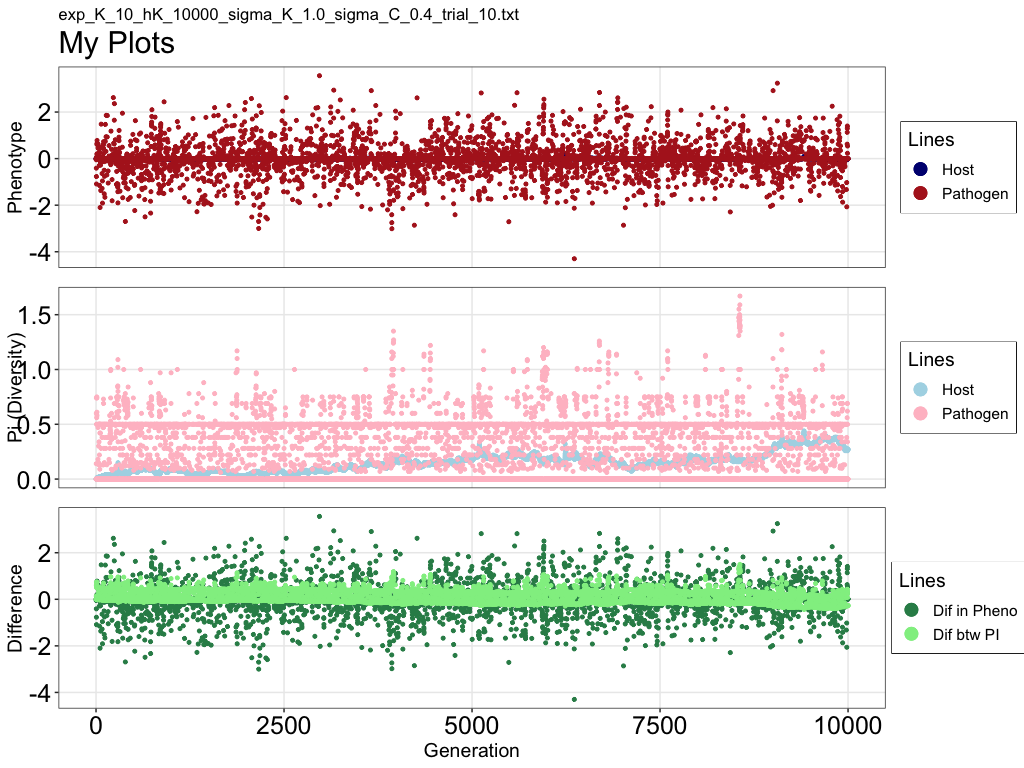 exp_K_10_hK_10000_sigma_K_1.0_sigma_C_0.4_trial_10.txt
My Plots
Phenotype
2
0
-2
-4
Lines
Host
Pathogen
Pi (Diversity)
1.5
1.0
0.5
0.0
Lines
Host
Pathogen
Difference
2
0
-2
-4
Lines
Dif in Pheno
Dif btw PI
0
2500
5000
7500
10000
Generation